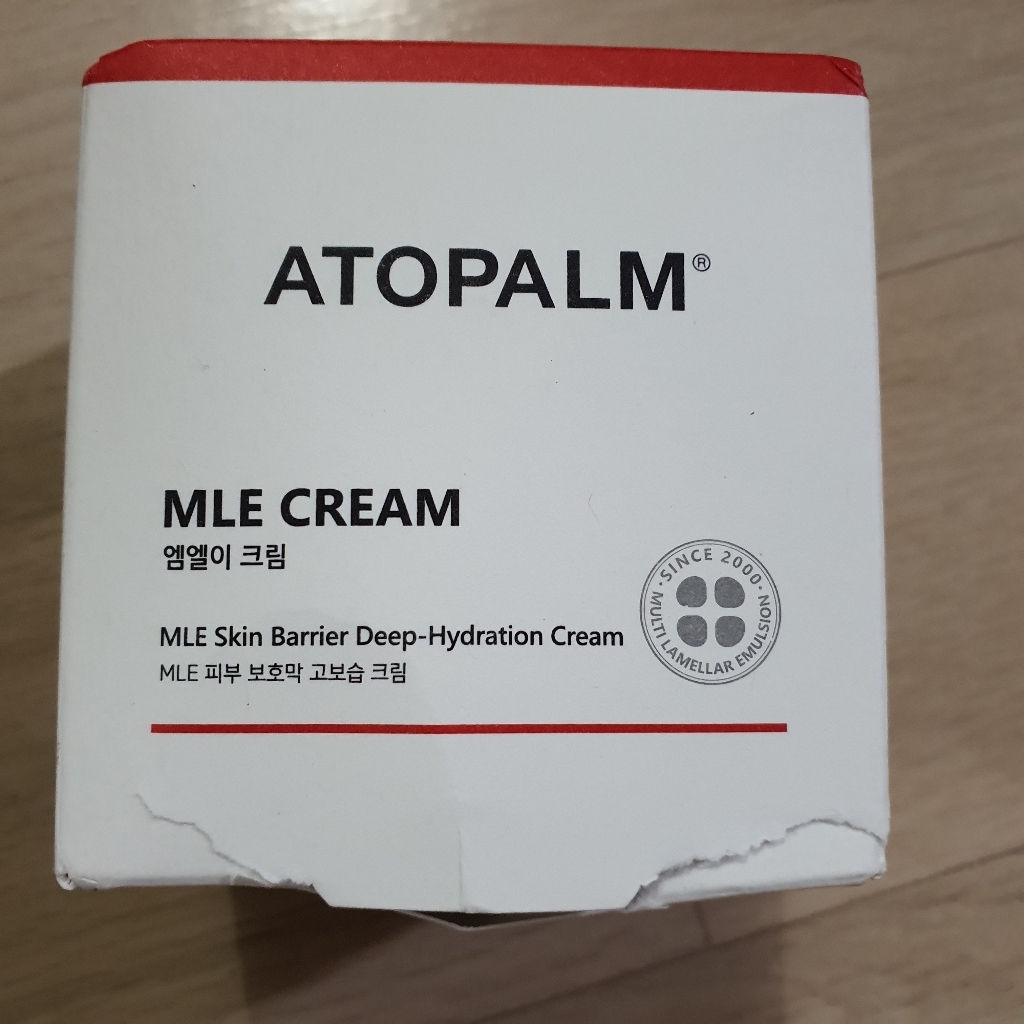 ATOPALM®
MLE CREAM
엠엘이 크림
MLE Skin Barrier Deep-Hydration Cream
MLE 피부 보호막 고보습 크림
·SINCE 2000·
MULTI LAMELLAR EMULSION